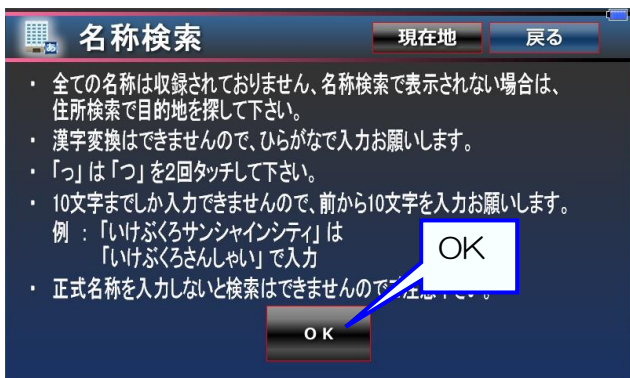 あ
名称検索
現在地
戻る
・ 全ての名称は収録されておりません、名称検索で表示されない場合は、
住所検索で目的地を探して下さい。
・ 漢字変換はできませんので、ひらがなで入力お願いします。
・ 「っ」は「つ」を2回タッチして下さい。
・ 10文字までしか入力できませんので、前から10文字を入力お願いします。
例 : 「いけぶくろサンシャインシティ」は
「いけぶくろさんしゃい」で入力
OK
・ 正式名称を入力しないと検索はできませんので
OK